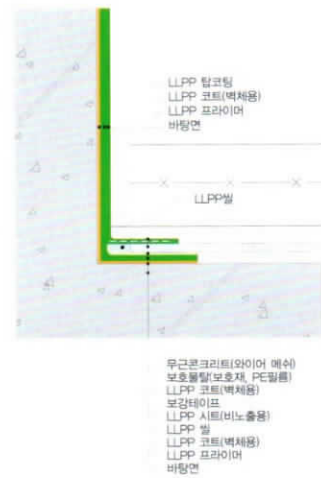 LLPP 탑코팅
LLPP 코트(벽체용)
LLPP 프라이머
바탕면
LLPP씰
무근콘크리트(와이어 메쉬)
보호몰탈(보호재, PE필름)
LLPP 코트(벽체용)
보강테이프
LLPP 시트(비노출용)
LLPP 씰
LLPP 코트(벽체용)
LLPP 프라이머
바탕면